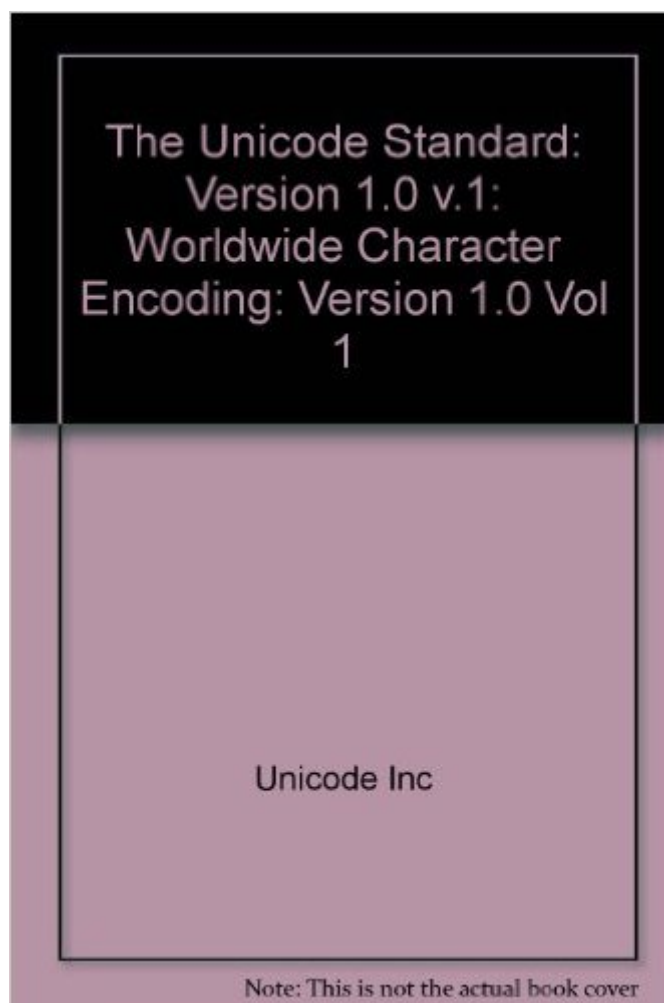 The Unicode Standard:
Version 1.0 v.1:
Worldwide Character
Encoding: Version 1.0 Vol
1
Unicode Inc
Note: This is not the actual book cover